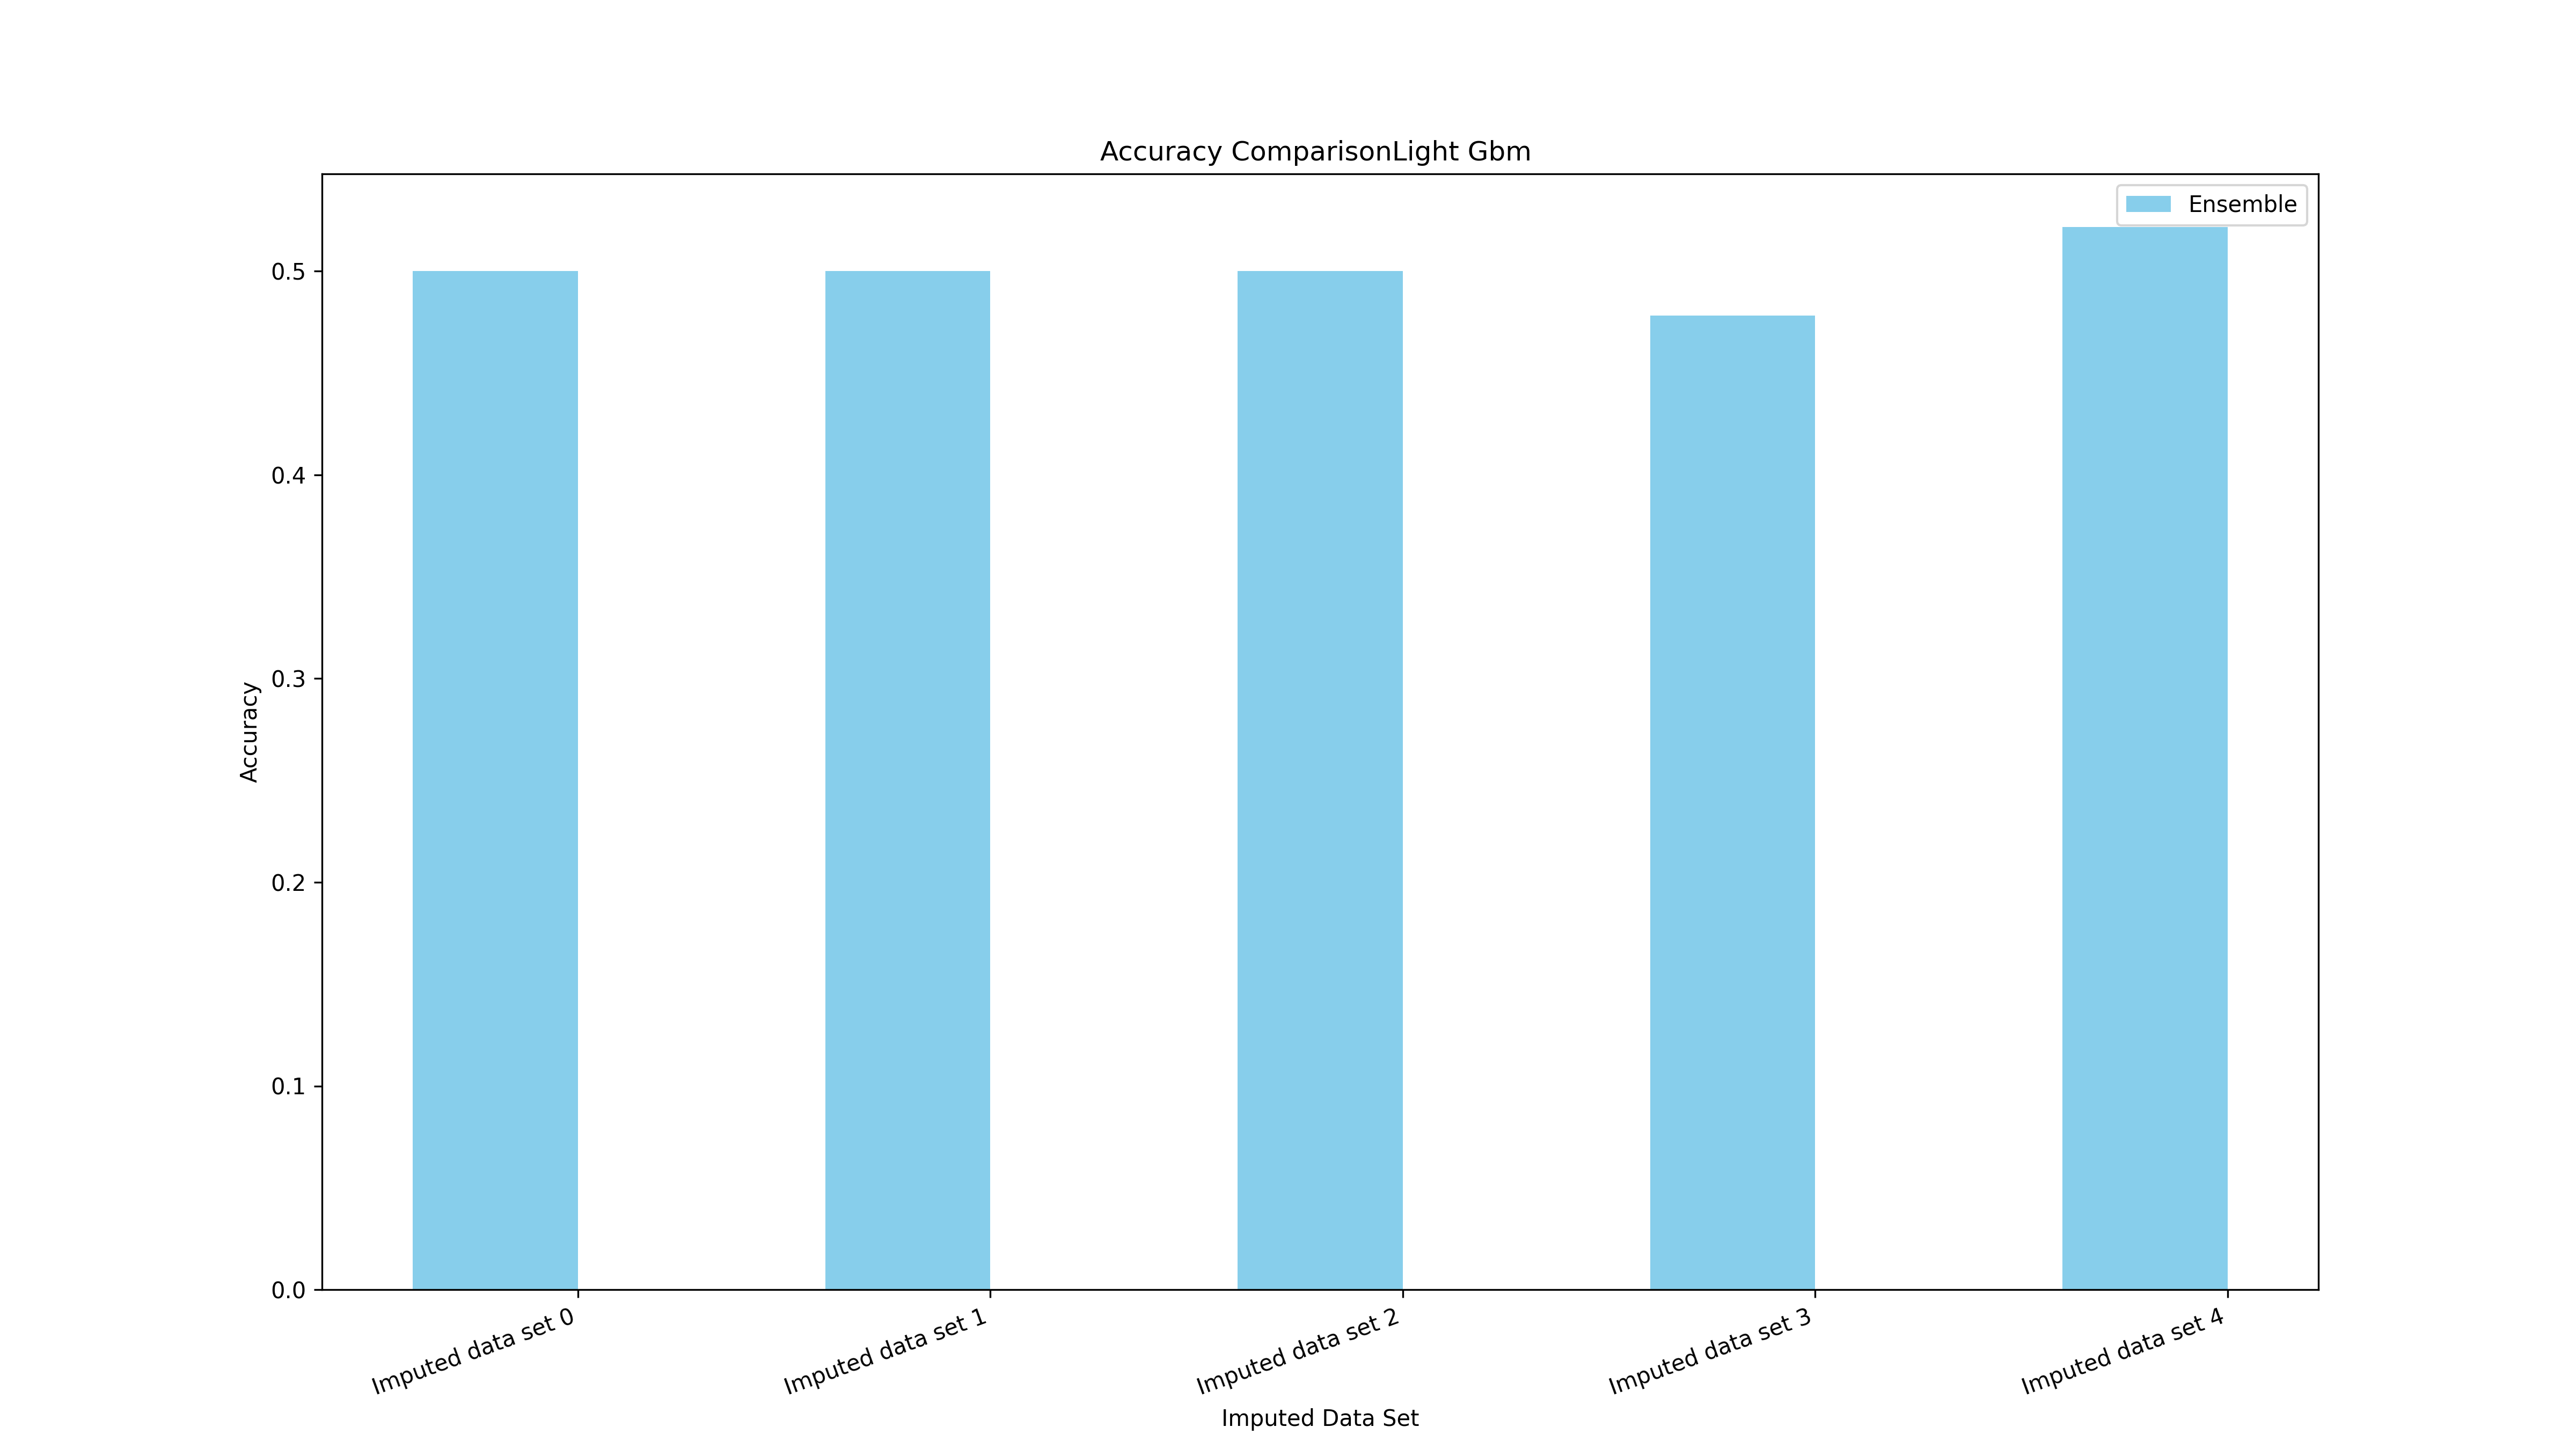 Accuracy ComparisonLight Gbm
Ensemble
Accuracy
0.5
0.4
0.3
0.2
0.1
0.0
Imputed data set 0
Imputed data set 1
Imputed data set 2
Imputed data set 3
Imputed data set 4
Imputed Data Set